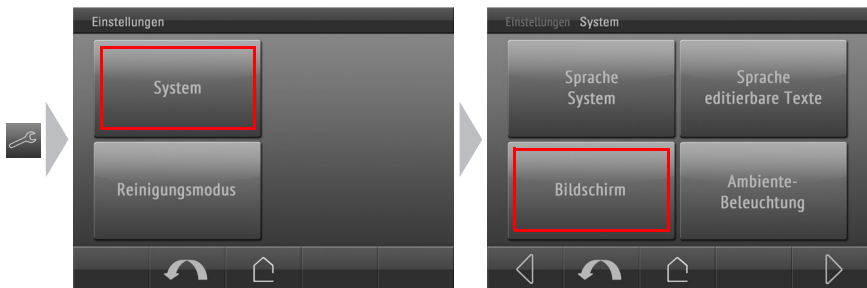 Einstellungen
System
Reinigungsmodus
Einstellungen System
Sprache
System
Sprache
editierbare Texte
Bildschirm
Ambiente-
Beleuchtung